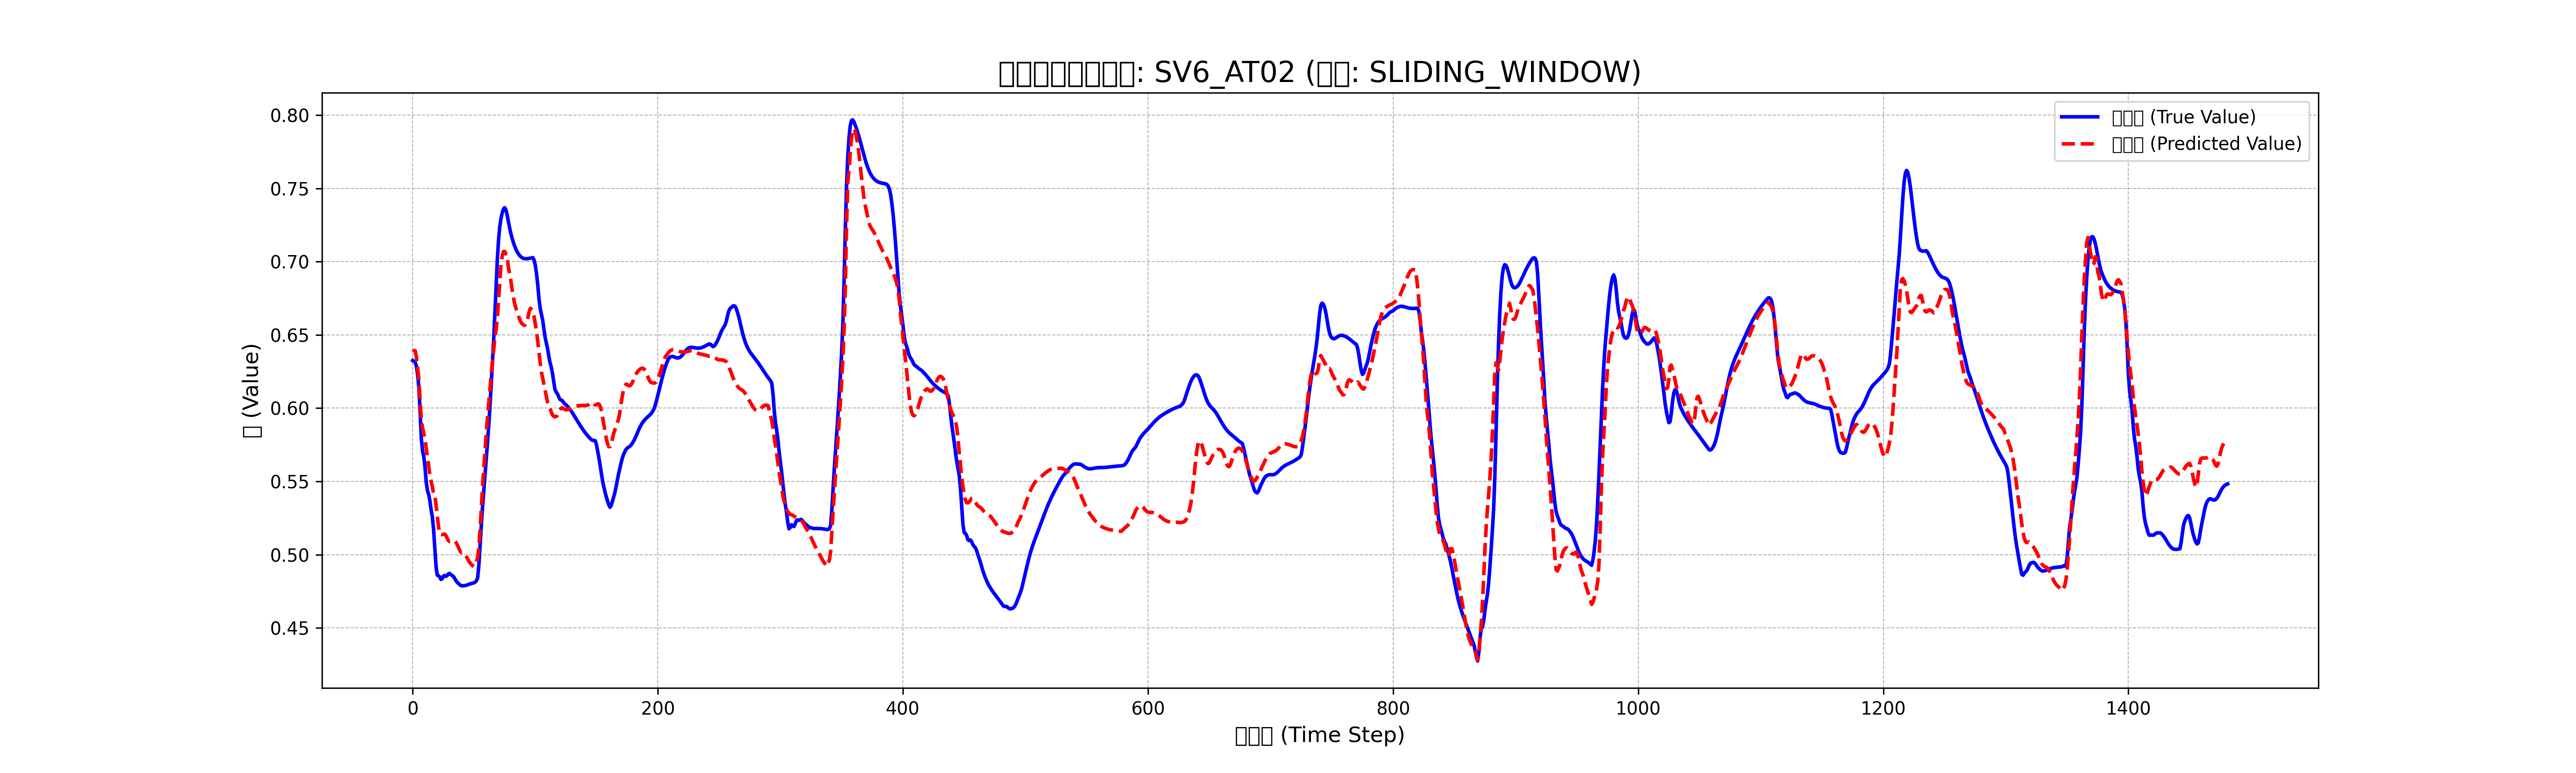 : SV6_AT02 (: SLIDING_WINDOW)
(True Value)
(Predicted Value)
0.80
0.75
0.70
0.65
0.60
0.55
0.50
0.45
(Value)
0 200 400 600 800 1000 1200 1400
(Time Step)